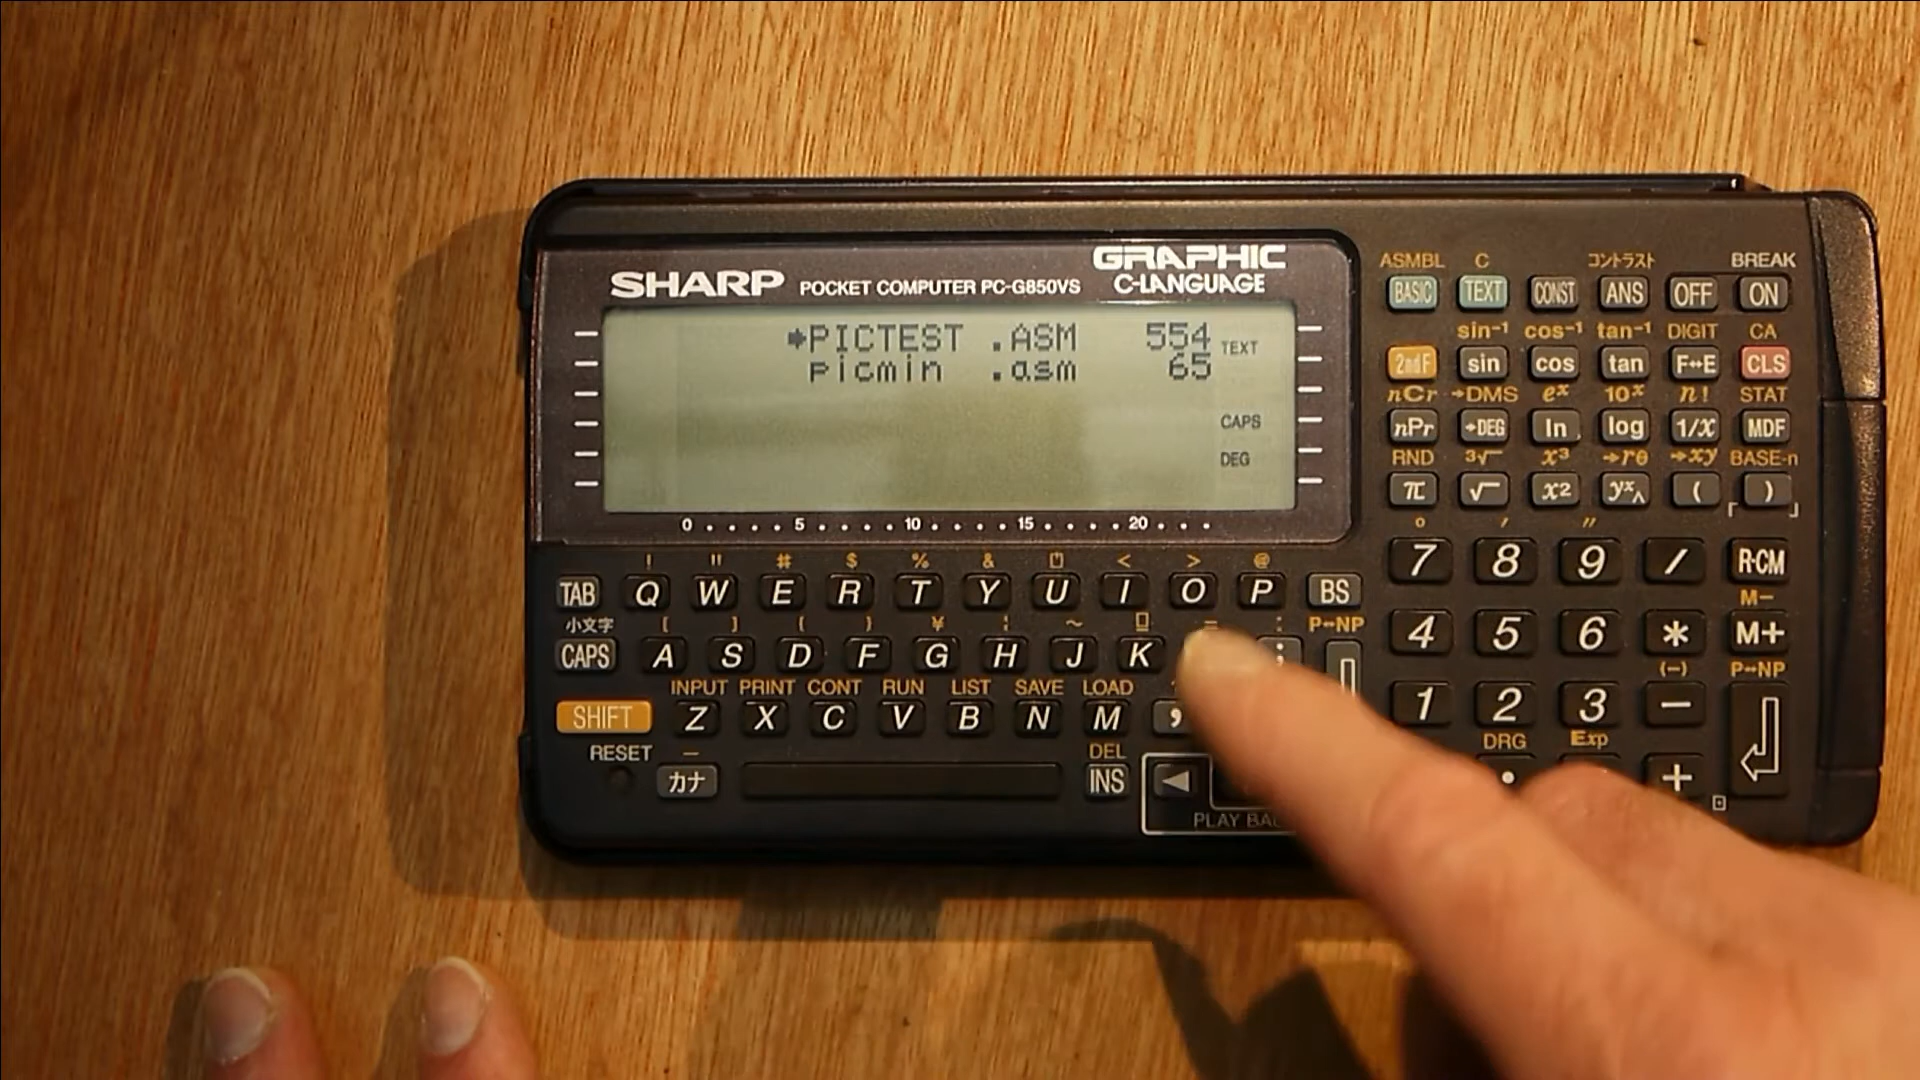 GRAPHIC
SHARP POCKET COMPUTER PC-G850VS C-LANGUAGE
PICTEST .ASM 554
picmin .asm 65
TEXT
CAPS
DEG
0 5 10 15 20
! " # $ % & < > @
TAB Q W E R T Y U I O P BS
小文字 [ ] { } ¥ ¦ ~ = : P↔NP
CAPS A S D F G H J K ;
INPUT PRINT CONT RUN LIST SAVE LOAD
SHIFT Z X C V B N M ,
RESET — DEL
カナ INS ◀
PLAY
ASMBL C コントラスト BREAK
BASIC TEXT CONST ANS OFF ON
sin⁻¹ cos⁻¹ tan⁻¹ DIGIT CA
2ndF sin cos tan F↔E CLS
nCr →DMS eˣ 10ˣ n! STAT
nPr →DEG ln log 1/X MDF
RND ³√ x³ →rθ →xy BASE-n
π √ x² yˣ^ ( )
° ′ ″
7 8 9 / R·CM
M−
4 5 6 * M+
(−) P↔NP
1 2 3 −
DRG Exp
• +